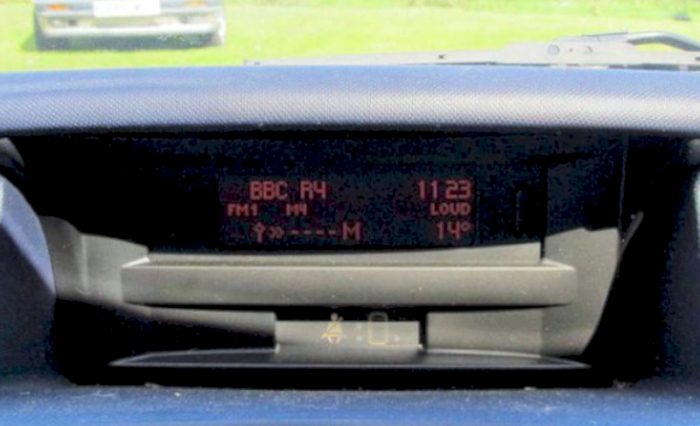 BBC R4 11 23
FM1 M4 LOUD
----M 14°